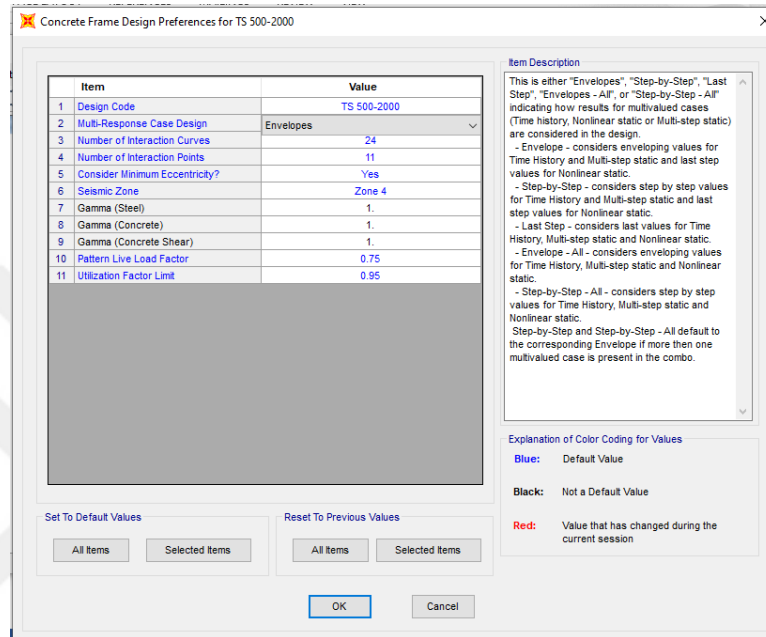 Concrete Frame Design Preferences for TS 500-2000
Item Value
1 Design Code TS 500-2000
2 Multi-Response Case Design Envelopes
3 Number of Interaction Curves 24
4 Number of Interaction Points 11
5 Consider Minimum Eccentricity? Yes
6 Seismic Zone Zone 4
7 Gamma (Steel) 1.
8 Gamma (Concrete) 1.
9 Gamma (Concrete Shear) 1.
10 Pattern Live Load Factor 0.75
11 Utilization Factor Limit 0.95
Item Description
This is either "Envelopes", "Step-by-Step", "Last
Step", "Envelopes - All", or "Step-by-Step - All"
indicating how results for multivalued cases
(Time history, Nonlinear static or Multi-step static)
are considered in the design.
- Envelope - considers enveloping values for
Time History and Multi-step static and last step
values for Nonlinear static.
- Step-by-Step - considers step by step values
for Time History and Multi-step static and last
step values for Nonlinear static.
- Last Step - considers last values for Time
History, Multi-step static and Nonlinear static.
- Envelope - All - considers enveloping values
for Time History, Multi-step static and Nonlinear
static.
- Step-by-Step - All - considers step by step
values for Time History, Multi-step static and
Nonlinear static.
Step-by-Step and Step-by-Step - All default to
the corresponding Envelope if more then one
multivalued case is present in the combo.
Explanation of Color Coding for Values
Blue: Default Value
Black: Not a Default Value
Red: Value that has changed during the
current session
Set To Default Values
All Items Selected Items
Reset To Previous Values
All Items Selected Items
OK Cancel